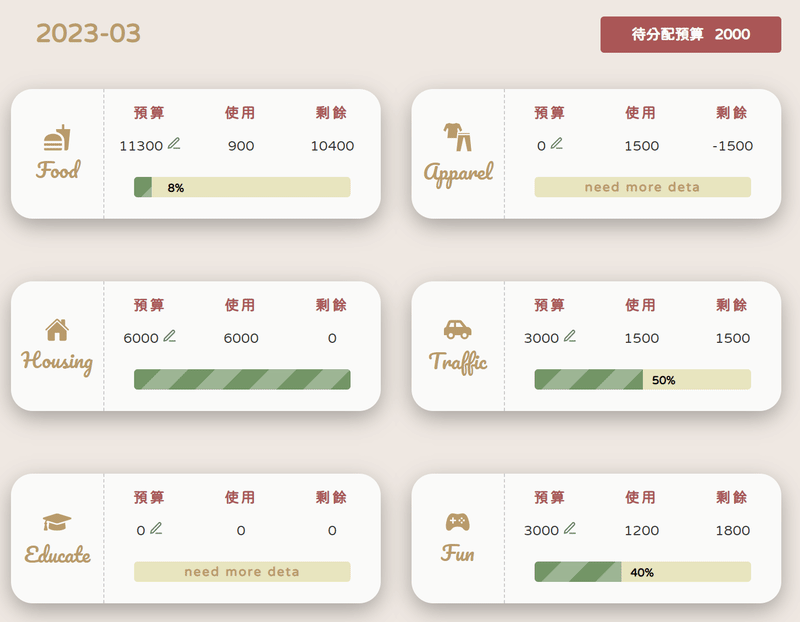 2023-03
待分配預算 2000
預算 使用 剩餘
11300 900 10400
Food
8%
預算 使用 剩餘
0 1500 -1500
Apparel
need more deta
預算 使用 剩餘
6000 6000 0
Housing
預算 使用 剩餘
3000 1500 1500
Traffic
50%
預算 使用 剩餘
0 0 0
Educate
need more deta
預算 使用 剩餘
3000 1200 1800
Fun
40%